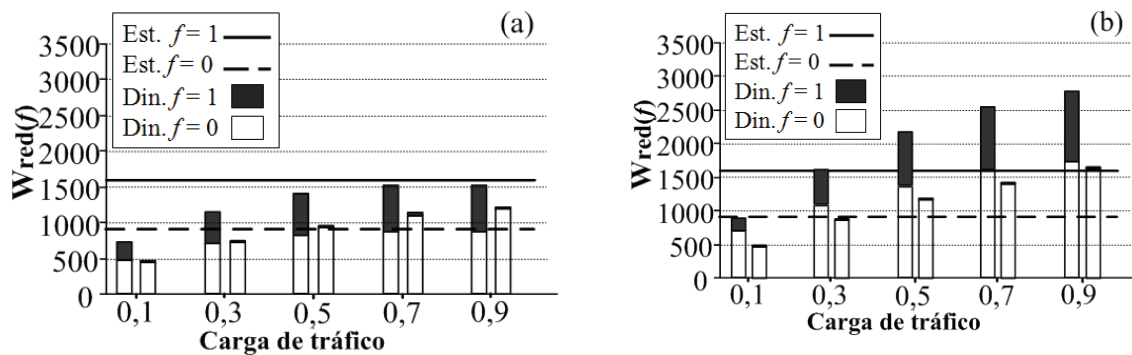 (a)
Est. f = 1
Est. f = 0
Din. f = 1
Din. f = 0
3500
3000
2500
2000
1500
1000
500
0
Wred(f)
0,1 0,3 0,5 0,7 0,9
Carga de tráfico
(b)
Est. f = 1
Est. f = 0
Din. f = 1
Din. f = 0
3500
3000
2500
2000
1500
1000
500
0
Wred(f)
0,1 0,3 0,5 0,7 0,9
Carga de tráfico